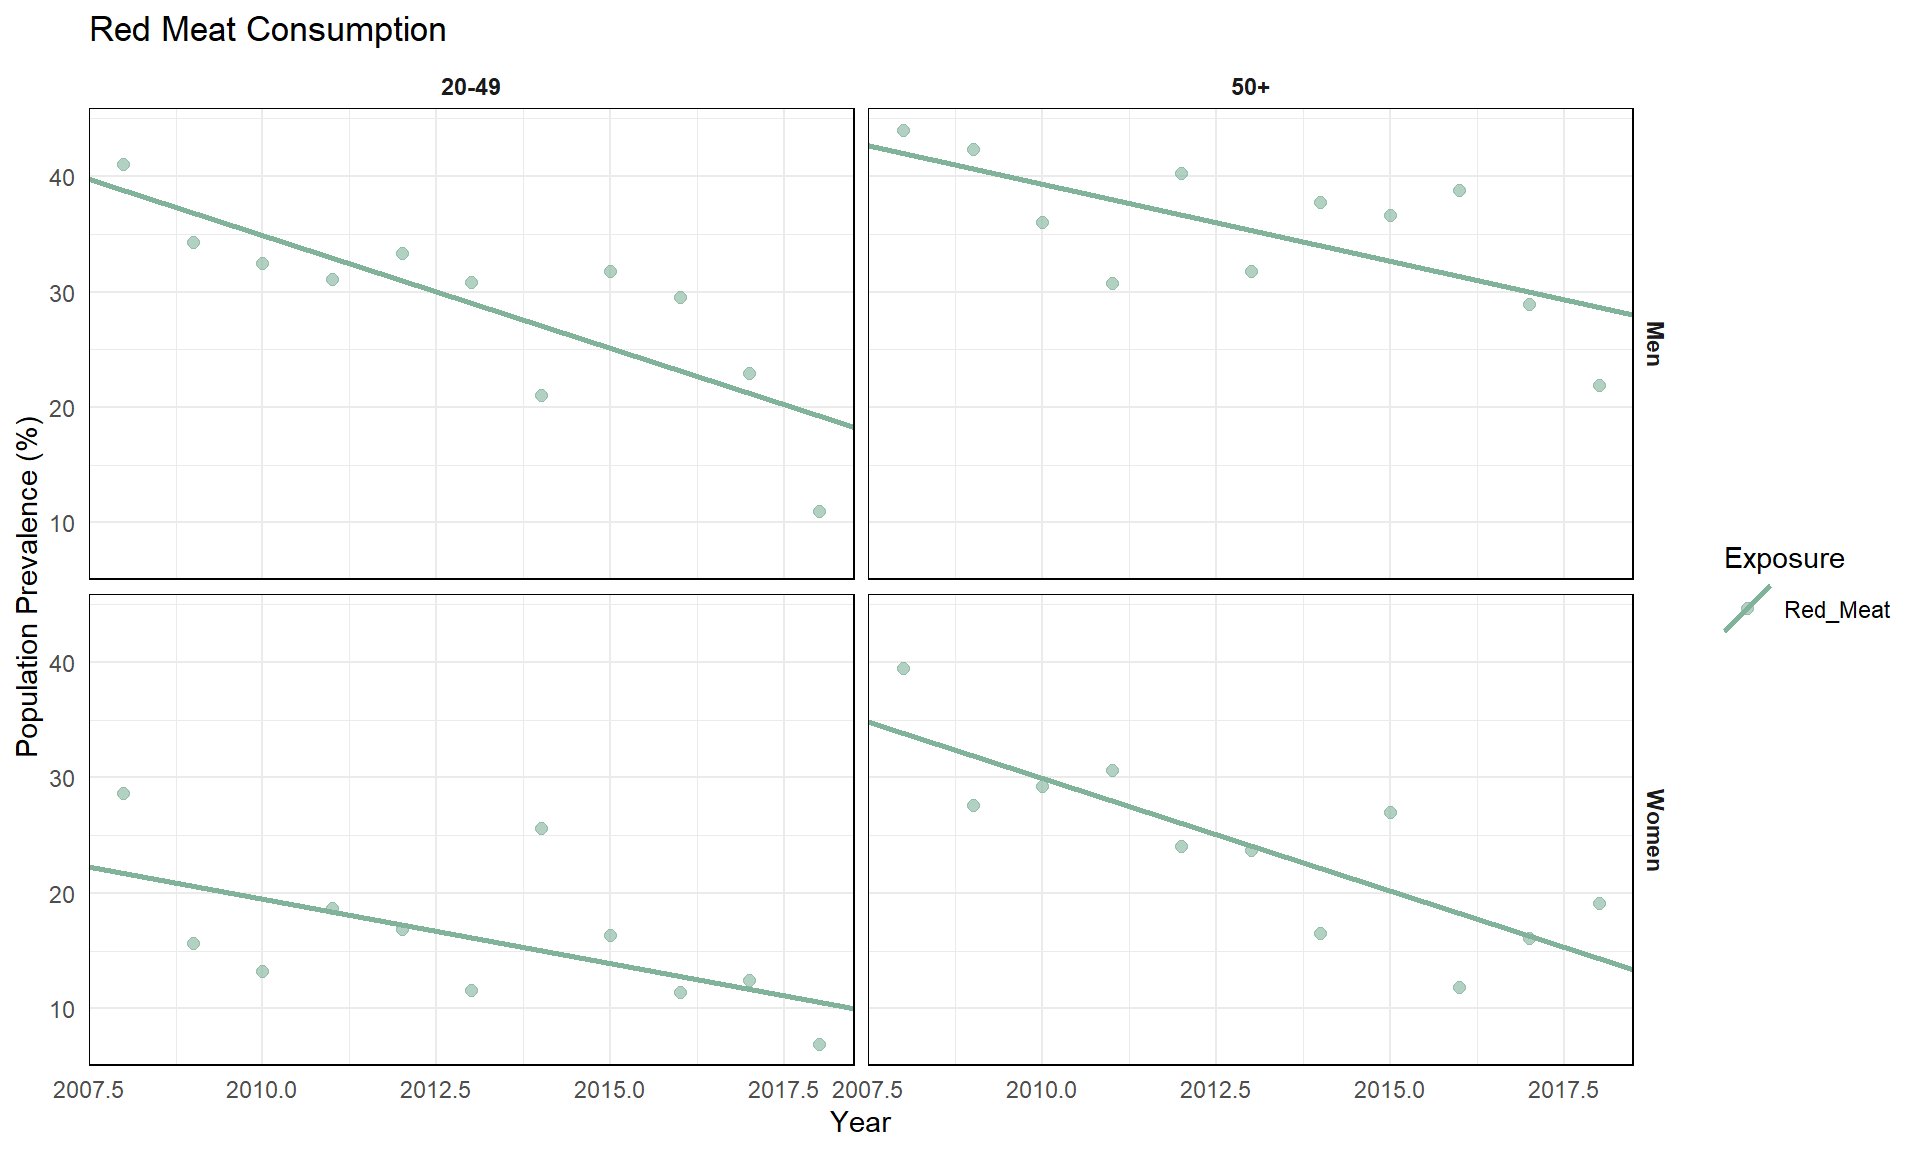 Red Meat Consumption
20-49
50+
40
30
20
10
Men
40
30
20
10
Women
Population Prevalence (%)
2007.5 2010.0 2012.5 2015.0 2017.5 2007.5 2010.0 2012.5 2015.0 2017.5
Year
Exposure
Red_Meat